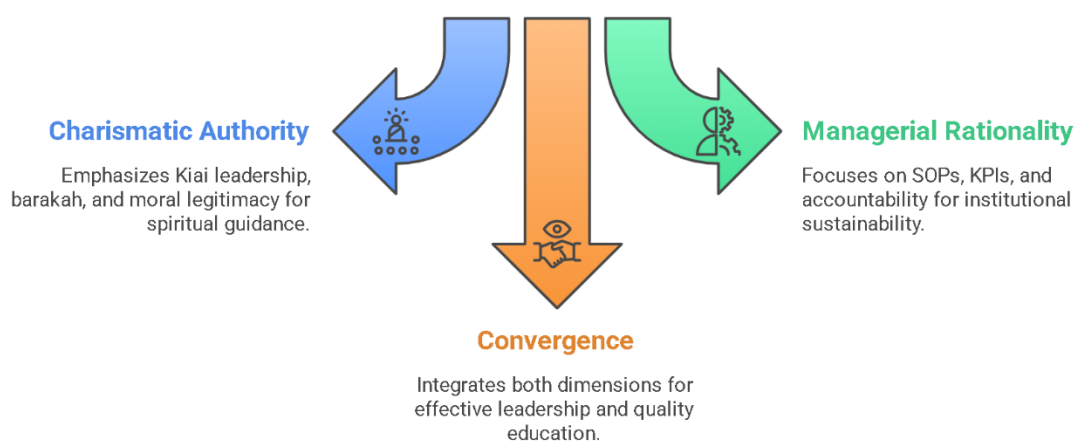 Charismatic Authority
Emphasizes Kiai leadership,
barakah, and moral legitimacy for
spiritual guidance.
Managerial Rationality
Focuses on SOPs, KPIs, and
accountability for institutional
sustainability.
Convergence
Integrates both dimensions for
effective leadership and quality
education.